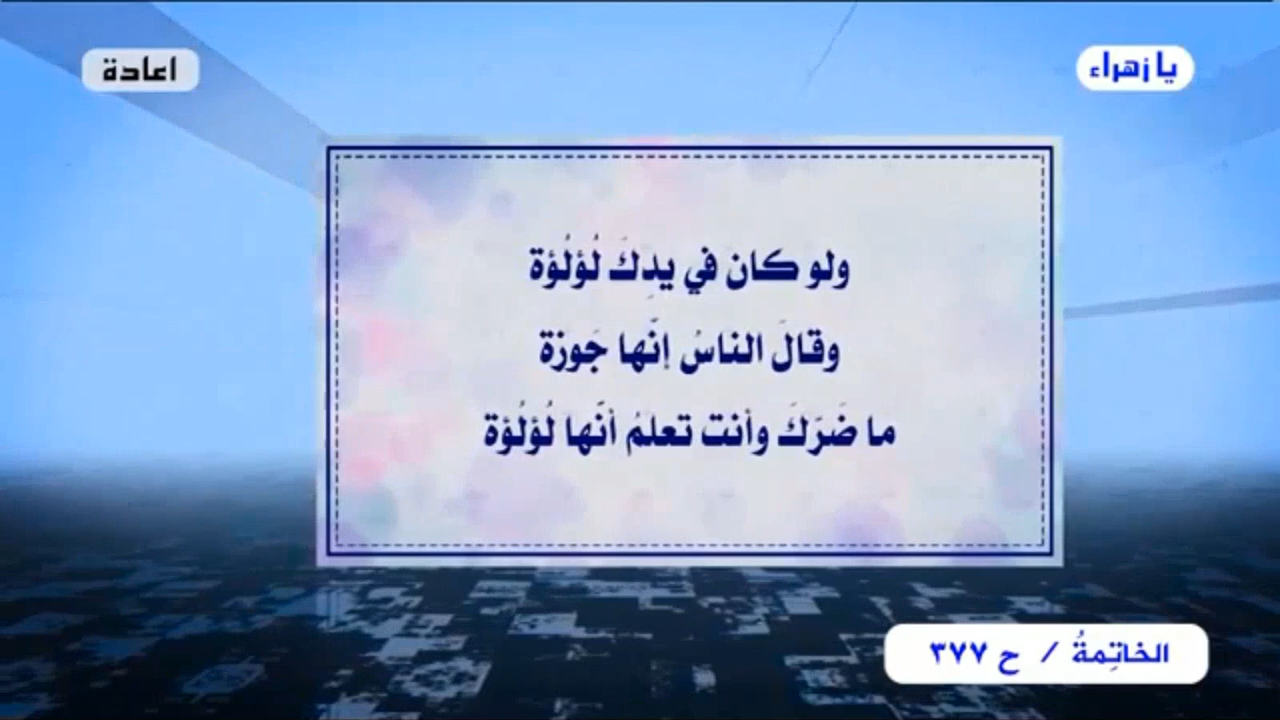 يا زهراء
اعادة
ولو كان في يدِكَ لُؤلُؤة
وقالَ الناسُ إنّها جَوزة
ما ضَرّكَ وأنت تعلمُ أنّها لُؤلُؤة
الخاتِمةُ / ح ٣٧٧